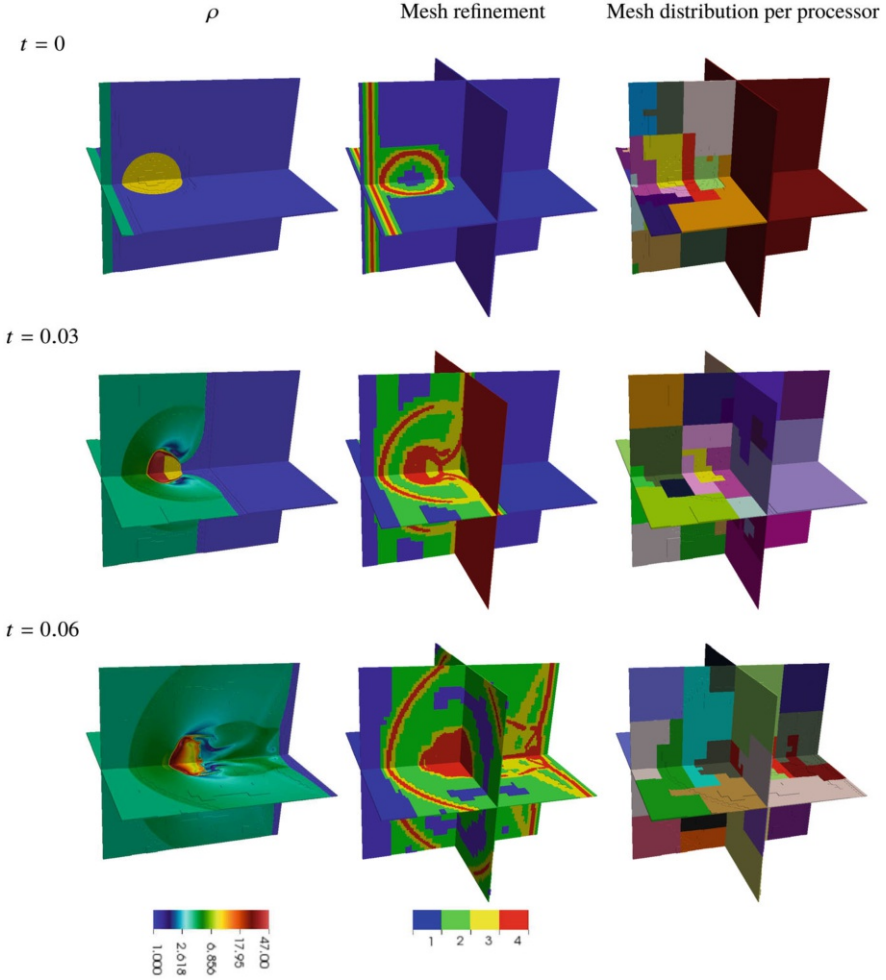 ρ Mesh refinement Mesh distribution per processor
t = 0
t = 0.03
t = 0.06
1.000 2.618 6.856 17.95 47.00
1 2 3 4